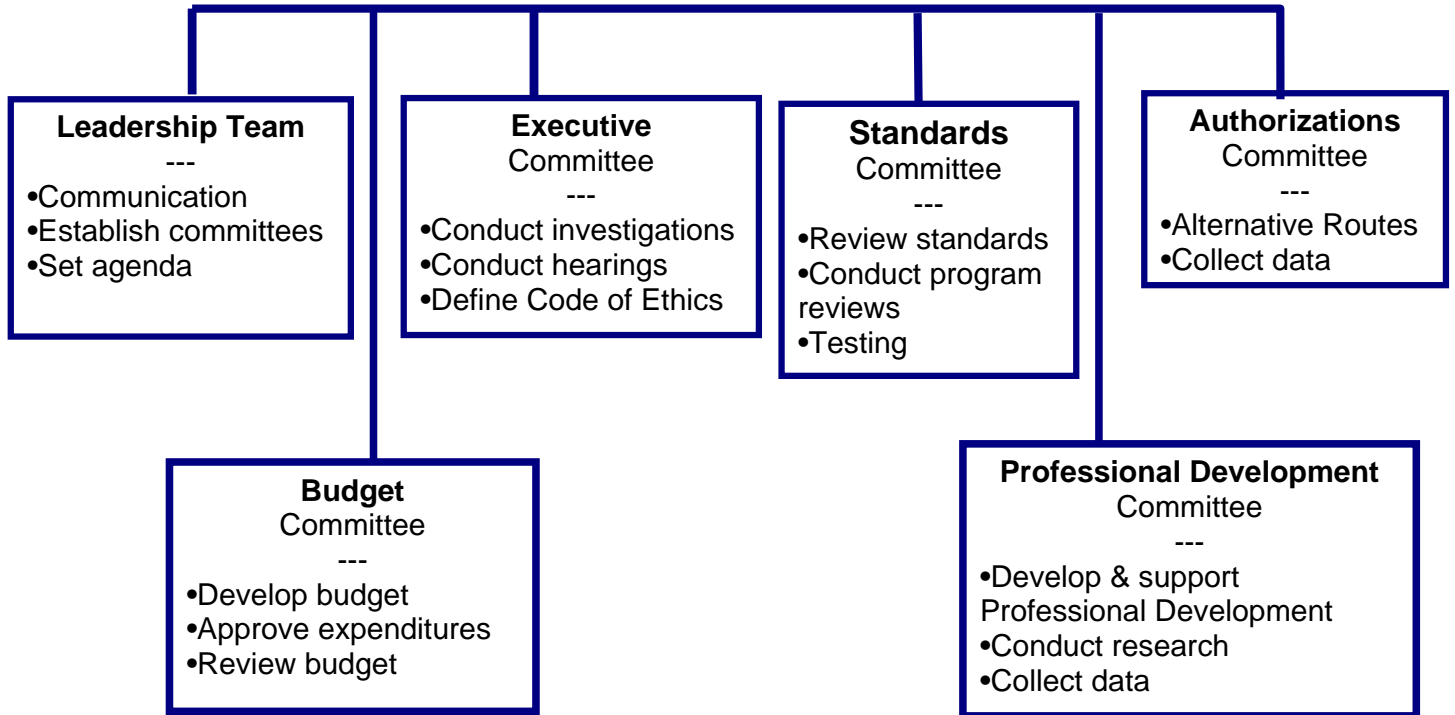 Leadership Team
---
•Communication
•Establish committees
•Set agenda
Executive
Committee
---
•Conduct investigations
•Conduct hearings
•Define Code of Ethics
Standards
Committee
---
•Review standards
•Conduct program
reviews
•Testing
Authorizations
Committee
---
•Alternative Routes
•Collect data
Budget
Committee
---
•Develop budget
•Approve expenditures
•Review budget
Professional Development
Committee
---
•Develop & support
Professional Development
•Conduct research
•Collect data